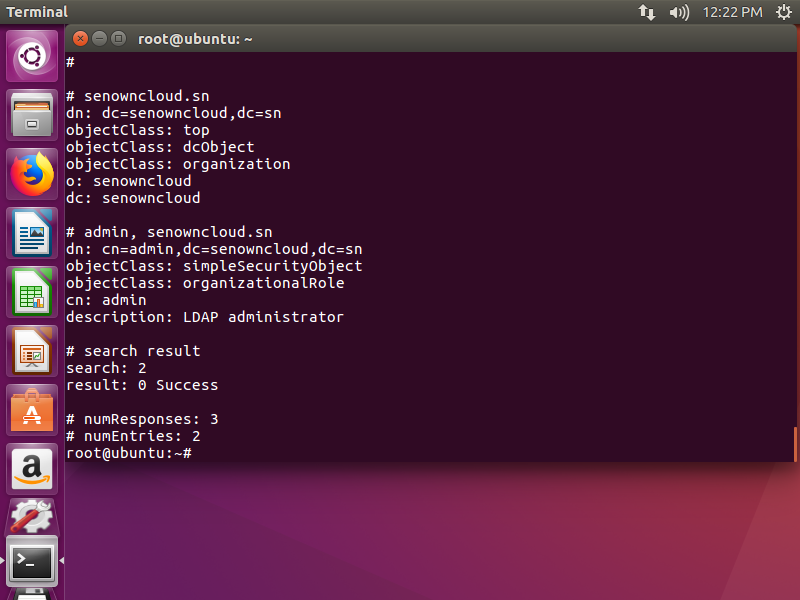 Terminal
12:22 PM
root@ubuntu: ~
#
# senowncloud.sn
dn: dc=senowncloud,dc=sn
objectClass: top
objectClass: dcObject
objectClass: organization
o: senowncloud
dc: senowncloud
# admin, senowncloud.sn
dn: cn=admin,dc=senowncloud,dc=sn
objectClass: simpleSecurityObject
objectClass: organizationalRole
cn: admin
description: LDAP administrator
# search result
search: 2
result: 0 Success
# numResponses: 3
# numEntries: 2
root@ubuntu:~#